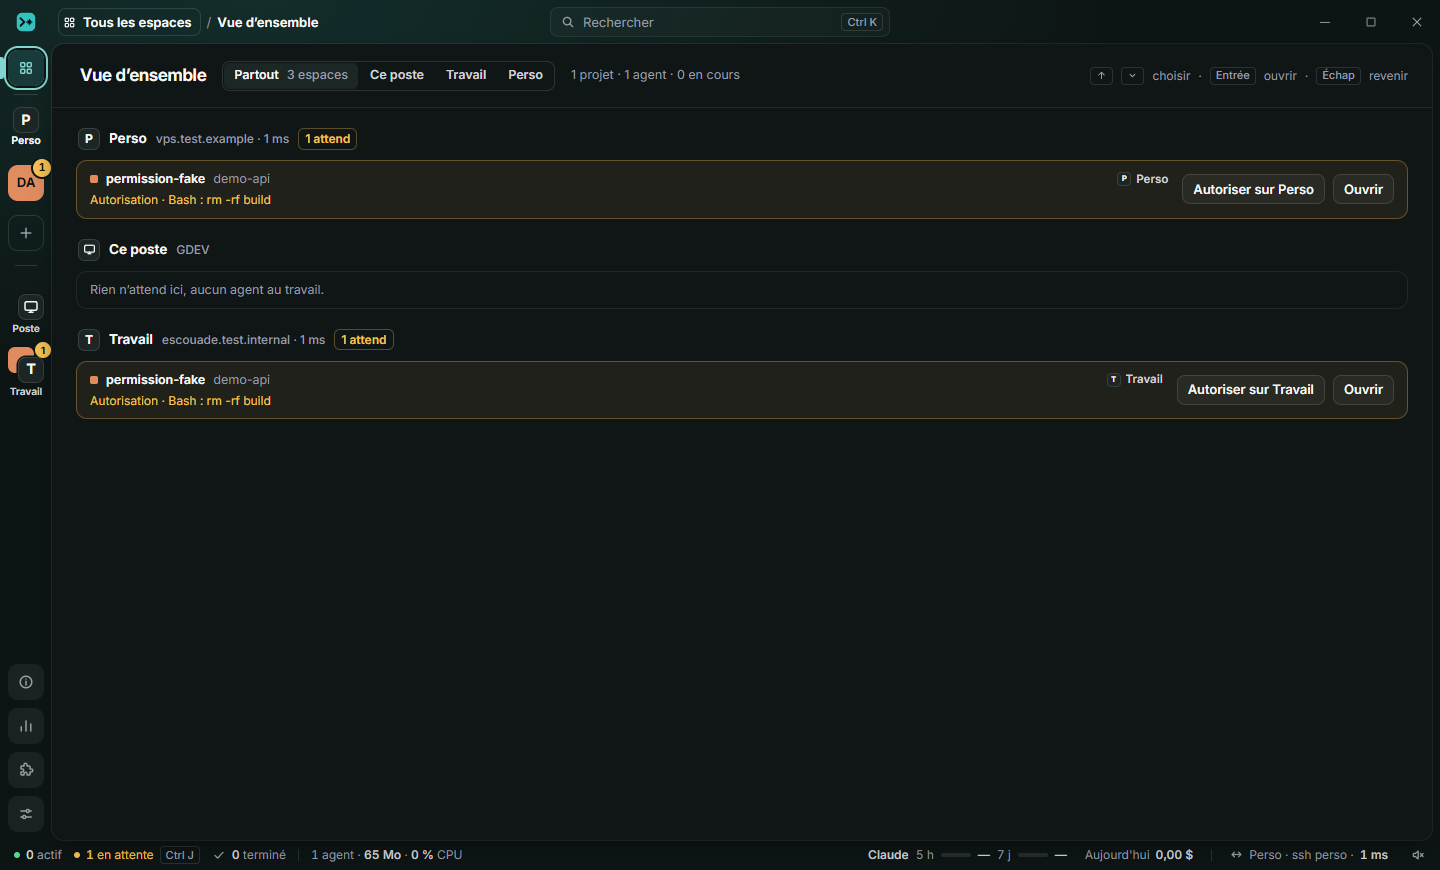 Tous les espaces / Vue d’ensemble
Rechercher
Ctrl K
Vue d’ensemble
Partout 3 espaces
Ce poste
Travail
Perso
1 projet · 1 agent · 0 en cours
choisir · Entrée ouvrir · Échap revenir
P
Perso
DA
1
Poste
T
1
Travail
P Perso vps.test.example · 1 ms 1 attend
permission-fake demo-api
Autorisation · Bash : rm -rf build
P Perso
Autoriser sur Perso
Ouvrir
Ce poste GDEV
Rien n’attend ici, aucun agent au travail.
T Travail escouade.test.internal · 1 ms 1 attend
permission-fake demo-api
Autorisation · Bash : rm -rf build
T Travail
Autoriser sur Travail
Ouvrir
0 actif 1 en attente Ctrl J 0 terminé 1 agent · 65 Mo · 0 % CPU
Claude 5 h — 7 j — Aujourd'hui 0,00 $ Perso · ssh perso · 1 ms